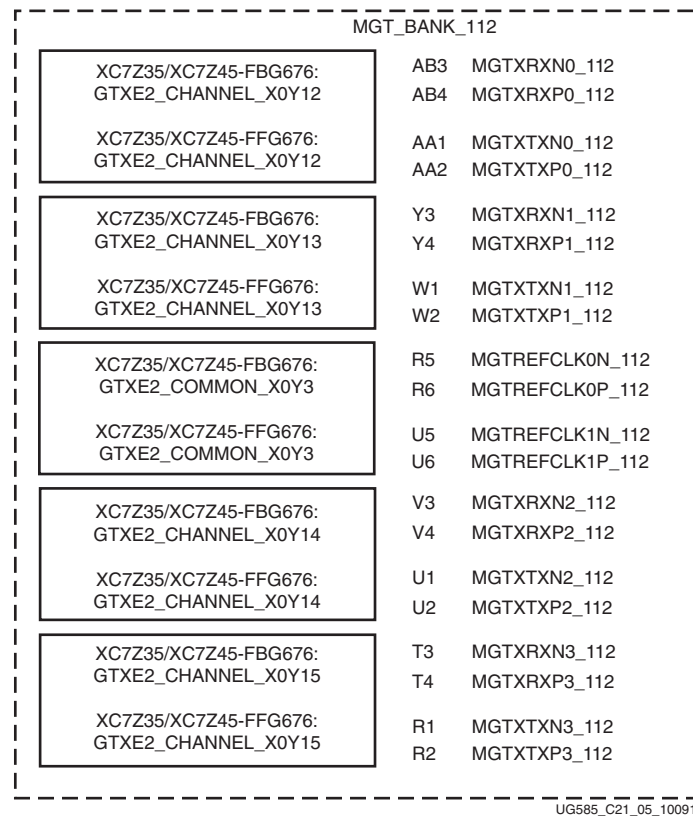 MGT_BANK_112
XC7Z35/XC7Z45-FBG676:
GTXE2_CHANNEL_X0Y12
XC7Z35/XC7Z45-FFG676:
GTXE2_CHANNEL_X0Y12
AB3 MGTXRXN0_112
AB4 MGTXRXP0_112
AA1 MGTXTXN0_112
AA2 MGTXTXP0_112
XC7Z35/XC7Z45-FBG676:
GTXE2_CHANNEL_X0Y13
XC7Z35/XC7Z45-FFG676:
GTXE2_CHANNEL_X0Y13
Y3 MGTXRXN1_112
Y4 MGTXRXP1_112
W1 MGTXTXN1_112
W2 MGTXTXP1_112
XC7Z35/XC7Z45-FBG676:
GTXE2_COMMON_X0Y3
XC7Z35/XC7Z45-FFG676:
GTXE2_COMMON_X0Y3
R5 MGTREFCLK0N_112
R6 MGTREFCLK0P_112
U5 MGTREFCLK1N_112
U6 MGTREFCLK1P_112
XC7Z35/XC7Z45-FBG676:
GTXE2_CHANNEL_X0Y14
XC7Z35/XC7Z45-FFG676:
GTXE2_CHANNEL_X0Y14
V3 MGTXRXN2_112
V4 MGTXRXP2_112
U1 MGTXTXN2_112
U2 MGTXTXP2_112
XC7Z35/XC7Z45-FBG676:
GTXE2_CHANNEL_X0Y15
XC7Z35/XC7Z45-FFG676:
GTXE2_CHANNEL_X0Y15
T3 MGTXRXN3_112
T4 MGTXRXP3_112
R1 MGTXTXN3_112
R2 MGTXTXP3_112
UG585_C21_05_10091